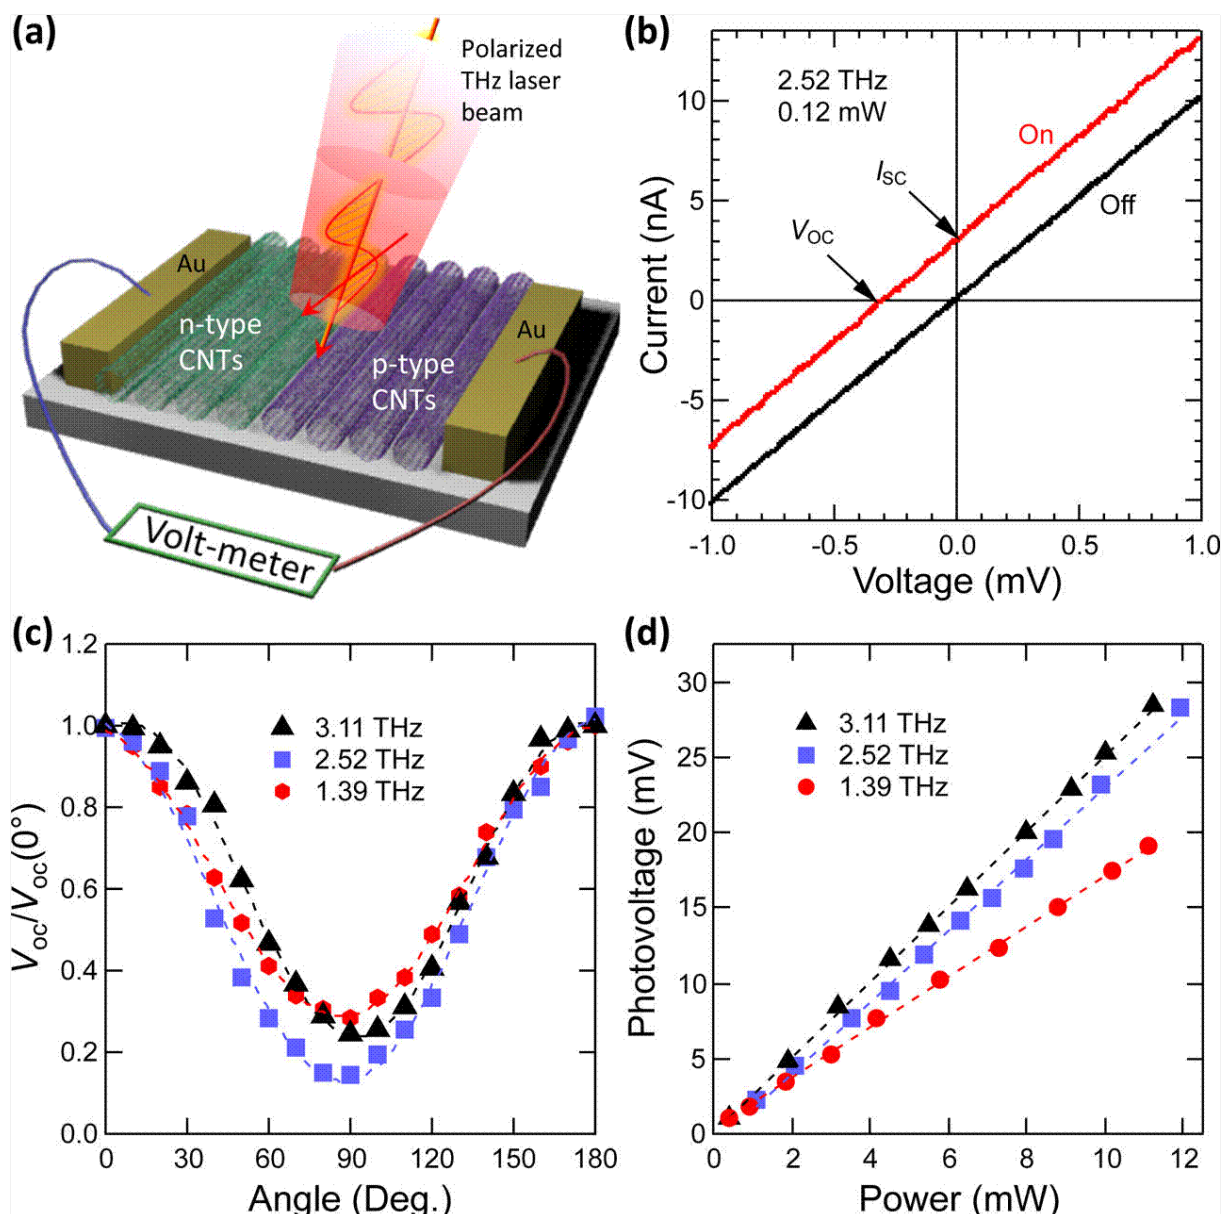 (a)
Polarized
THz laser
beam
Au
n-type
CNTs
Au
p-type
CNTs
Volt-meter
(b)
2.52 THz
0.12 mW
On
Off
ISC
VOC
10
5
0
-5
-10
Current (nA)
-1.0
-0.5
0.0
0.5
1.0
Voltage (mV)
(c)
1.2
1.0
0.8
0.6
0.4
0.2
0.0
Voc/Voc(0°)
3.11 THz
2.52 THz
1.39 THz
0
30
60
90
120
150
180
Angle (Deg.)
(d)
30
25
20
15
10
5
0
Photovoltage (mV)
3.11 THz
2.52 THz
1.39 THz
0
2
4
6
8
10
12
Power (mW)